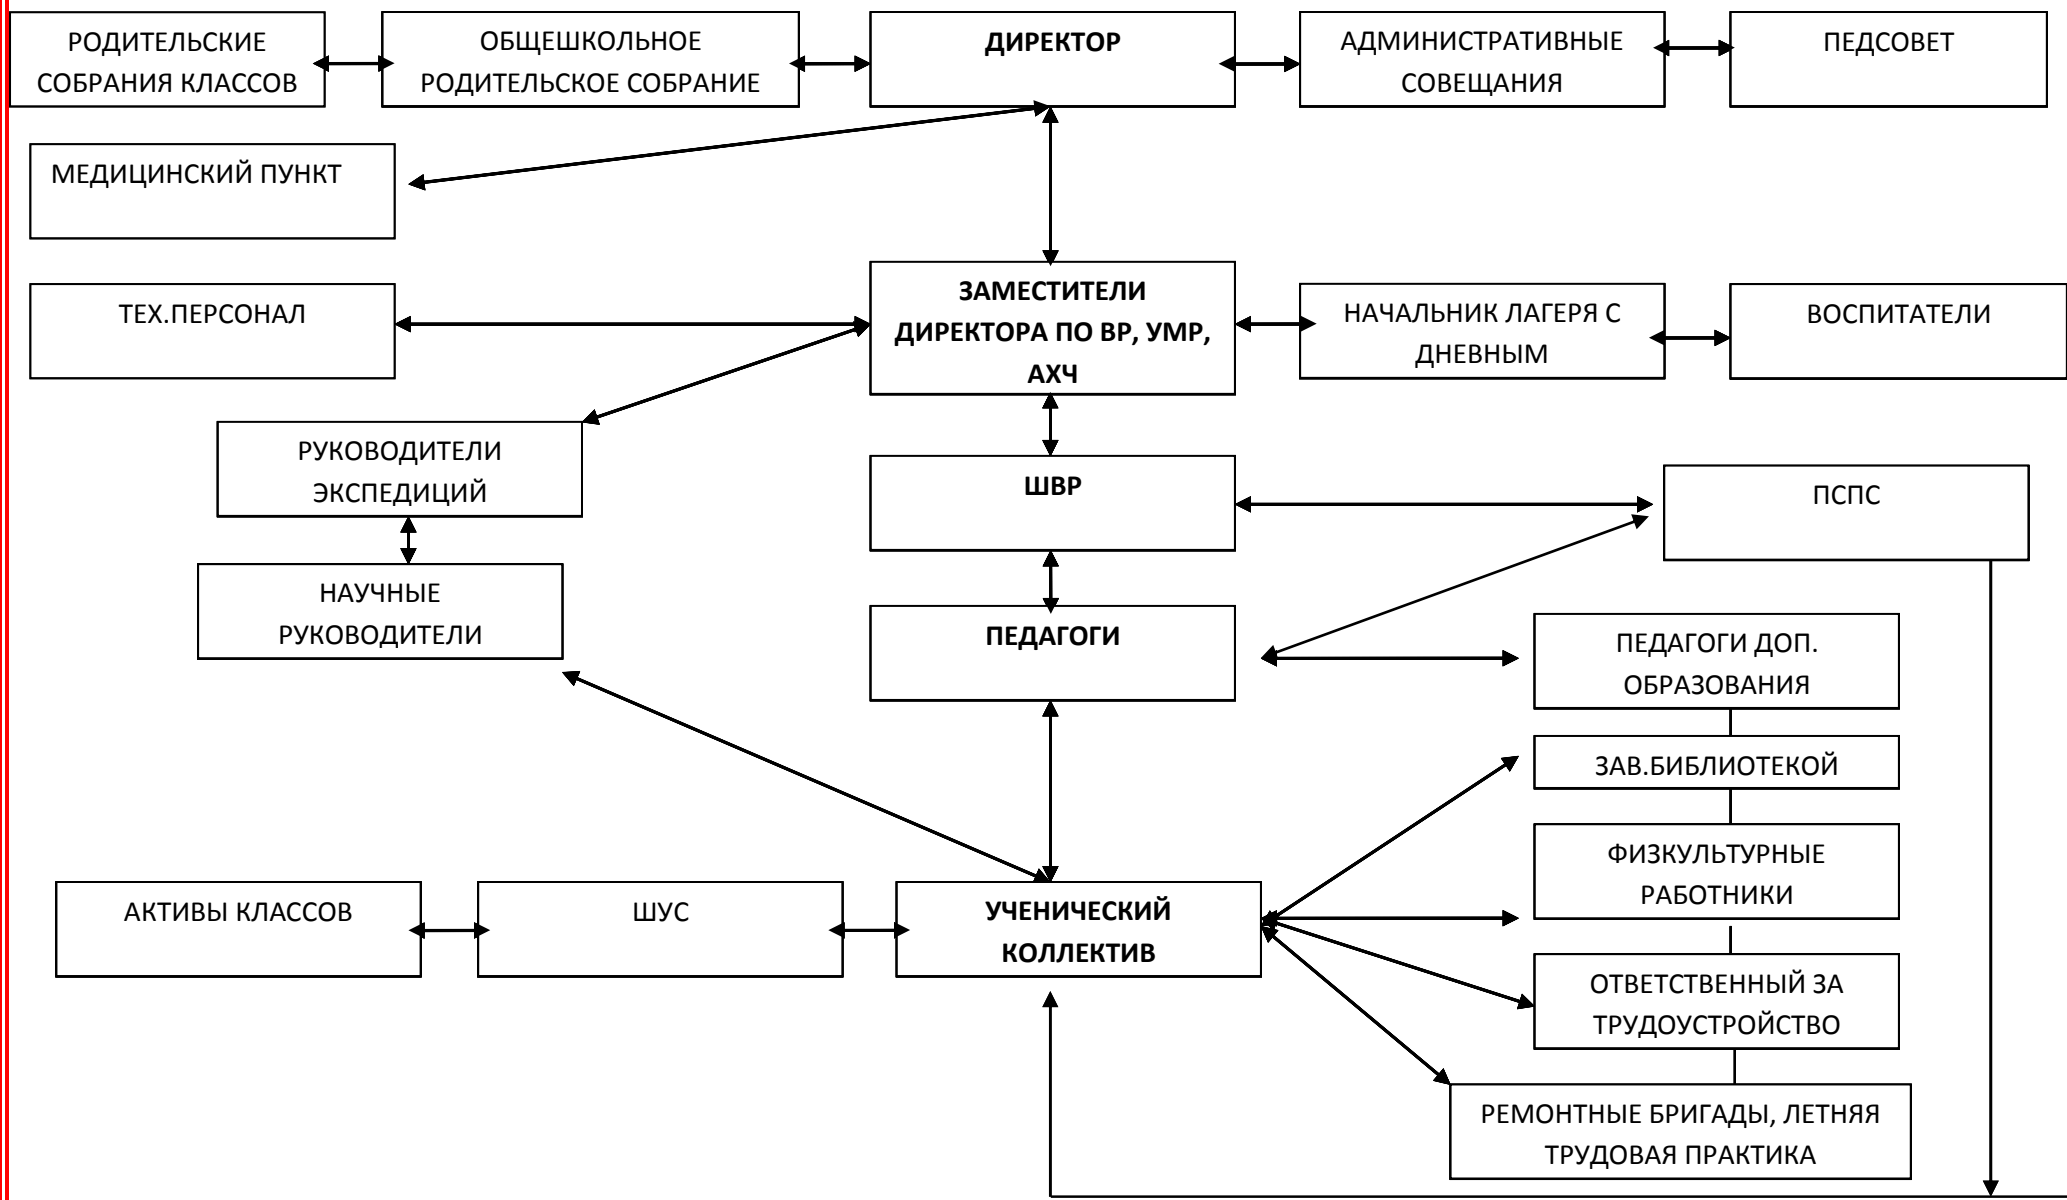 РОДИТЕЛЬСКИЕ
СОБРАНИЯ КЛАССОВ
ОБЩЕШКОЛЬНОЕ
РОДИТЕЛЬСКОЕ СОБРАНИЕ
ДИРЕКТОР
АДМИНИСТРАТИВНЫЕ
СОВЕЩАНИЯ
ПЕДСОВЕТ
МЕДИЦИНСКИЙ ПУНКТ
ТЕХ.ПЕРСОНАЛ
ЗАМЕСТИТЕЛИ
ДИРЕКТОРА ПО ВР, УМР,
АХЧ
НАЧАЛЬНИК ЛАГЕРЯ С
ДНЕВНЫМ
ВОСПИТАТЕЛИ
РУКОВОДИТЕЛИ
ЭКСПЕДИЦИЙ
ШВР
ПСПС
НАУЧНЫЕ
РУКОВОДИТЕЛИ
ПЕДАГОГИ
ПЕДАГОГИ ДОП.
ОБРАЗОВАНИЯ
ЗАВ.БИБЛИОТЕКОЙ
ФИЗКУЛЬТУРНЫЕ
РАБОТНИКИ
АКТИВЫ КЛАССОВ
ШУС
УЧЕНИЧЕСКИЙ
КОЛЛЕКТИВ
ОТВЕТСТВЕННЫЙ ЗА
ТРУДОУСТРОЙСТВО
РЕМОНТНЫЕ БРИГАДЫ, ЛЕТНЯЯ
ТРУДОВАЯ ПРАКТИКА